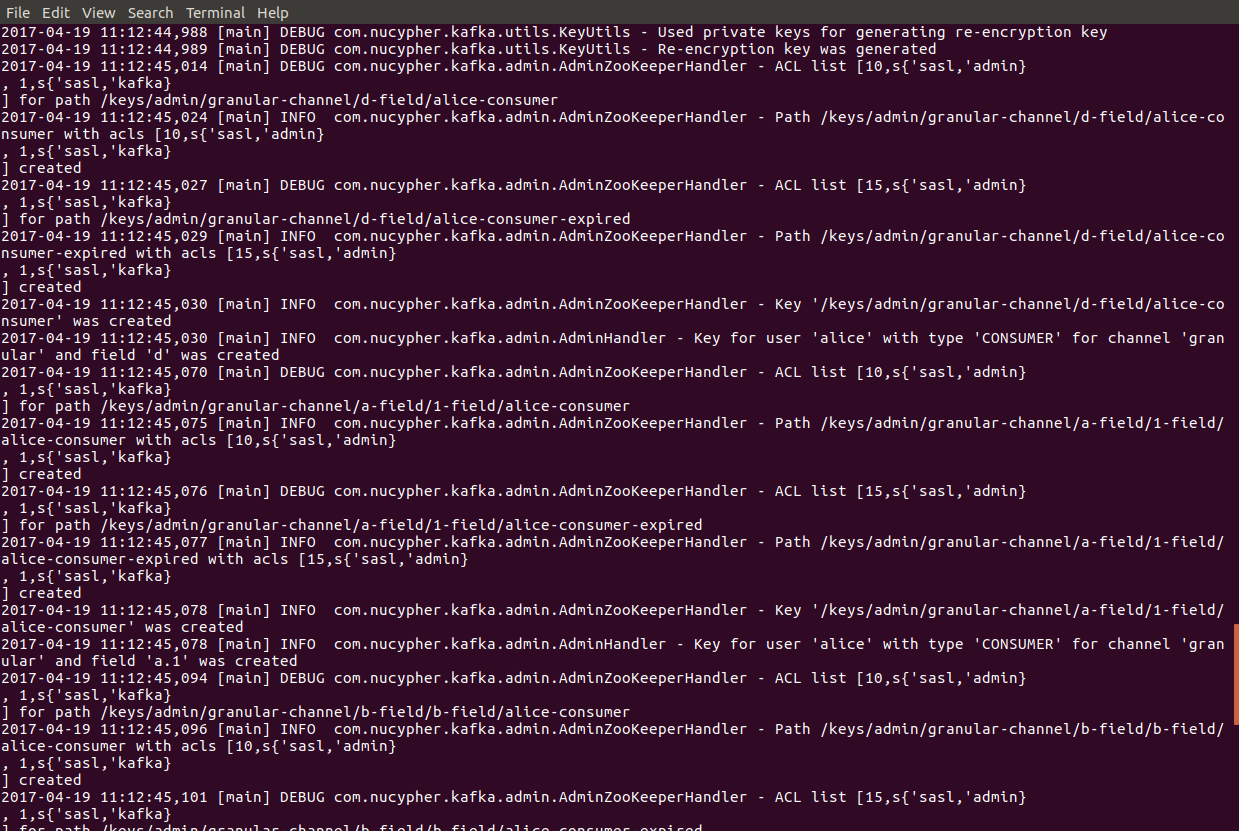 File Edit View Search Terminal Help
2017-04-19 11:12:44,988 [main] DEBUG com.nucypher.kafka.utils.KeyUtils - Used private keys for generating re-encryption key
2017-04-19 11:12:44,989 [main] DEBUG com.nucypher.kafka.utils.KeyUtils - Re-encryption key was generated
2017-04-19 11:12:45,014 [main] DEBUG com.nucypher.kafka.admin.AdminZooKeeperHandler - ACL list [10,s{'sasl,'admin}
, 1,s{'sasl,'kafka}
] for path /keys/admin/granular-channel/d-field/alice-consumer
2017-04-19 11:12:45,024 [main] INFO  com.nucypher.kafka.admin.AdminZooKeeperHandler - Path /keys/admin/granular-channel/d-field/alice-co
nsumer with acls [10,s{'sasl,'admin}
, 1,s{'sasl,'kafka}
] created
2017-04-19 11:12:45,027 [main] DEBUG com.nucypher.kafka.admin.AdminZooKeeperHandler - ACL list [15,s{'sasl,'admin}
, 1,s{'sasl,'kafka}
] for path /keys/admin/granular-channel/d-field/alice-consumer-expired
2017-04-19 11:12:45,029 [main] INFO  com.nucypher.kafka.admin.AdminZooKeeperHandler - Path /keys/admin/granular-channel/d-field/alice-co
nsumer-expired with acls [15,s{'sasl,'admin}
, 1,s{'sasl,'kafka}
] created
2017-04-19 11:12:45,030 [main] INFO  com.nucypher.kafka.admin.AdminZooKeeperHandler - Key '/keys/admin/granular-channel/d-field/alice-co
nsumer' was created
2017-04-19 11:12:45,030 [main] INFO  com.nucypher.kafka.admin.AdminHandler - Key for user 'alice' with type 'CONSUMER' for channel 'gran
ular' and field 'd' was created
2017-04-19 11:12:45,070 [main] DEBUG com.nucypher.kafka.admin.AdminZooKeeperHandler - ACL list [10,s{'sasl,'admin}
, 1,s{'sasl,'kafka}
] for path /keys/admin/granular-channel/a-field/1-field/alice-consumer
2017-04-19 11:12:45,075 [main] INFO  com.nucypher.kafka.admin.AdminZooKeeperHandler - Path /keys/admin/granular-channel/a-field/1-field/
alice-consumer with acls [10,s{'sasl,'admin}
, 1,s{'sasl,'kafka}
] created
2017-04-19 11:12:45,076 [main] DEBUG com.nucypher.kafka.admin.AdminZooKeeperHandler - ACL list [15,s{'sasl,'admin}
, 1,s{'sasl,'kafka}
] for path /keys/admin/granular-channel/a-field/1-field/alice-consumer-expired
2017-04-19 11:12:45,077 [main] INFO  com.nucypher.kafka.admin.AdminZooKeeperHandler - Path /keys/admin/granular-channel/a-field/1-field/
alice-consumer-expired with acls [15,s{'sasl,'admin}
, 1,s{'sasl,'kafka}
] created
2017-04-19 11:12:45,078 [main] INFO  com.nucypher.kafka.admin.AdminZooKeeperHandler - Key '/keys/admin/granular-channel/a-field/1-field/
alice-consumer' was created
2017-04-19 11:12:45,078 [main] INFO  com.nucypher.kafka.admin.AdminHandler - Key for user 'alice' with type 'CONSUMER' for channel 'gran
ular' and field 'a.1' was created
2017-04-19 11:12:45,094 [main] DEBUG com.nucypher.kafka.admin.AdminZooKeeperHandler - ACL list [10,s{'sasl,'admin}
, 1,s{'sasl,'kafka}
] for path /keys/admin/granular-channel/b-field/b-field/alice-consumer
2017-04-19 11:12:45,096 [main] INFO  com.nucypher.kafka.admin.AdminZooKeeperHandler - Path /keys/admin/granular-channel/b-field/b-field/
alice-consumer with acls [10,s{'sasl,'admin}
, 1,s{'sasl,'kafka}
] created
2017-04-19 11:12:45,101 [main] DEBUG com.nucypher.kafka.admin.AdminZooKeeperHandler - ACL list [15,s{'sasl,'admin}
, 1,s{'sasl,'kafka}
] for path /keys/admin/granular-channel/b-field/b-field/alice-consumer-expired